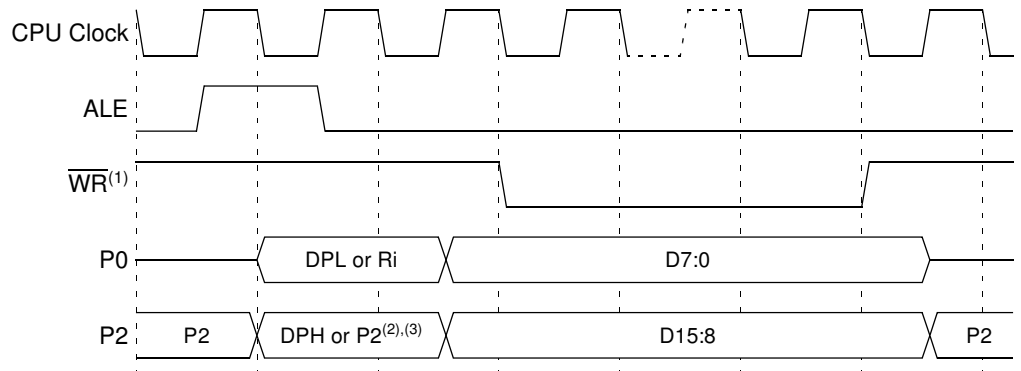 CPU Clock
ALE
WR(1)
P0 DPL or Ri D7:0
P2 P2 DPH or P2(2),(3) D15:8 P2